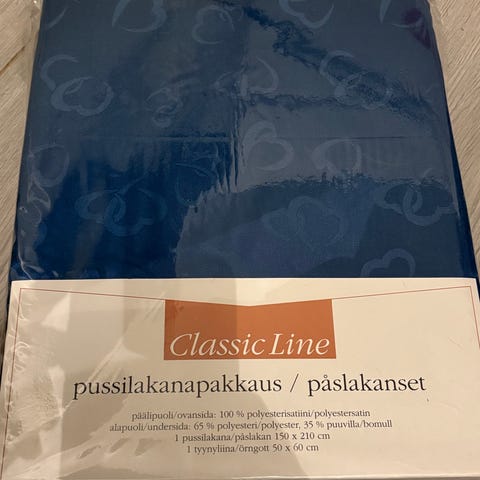 Classic Line
pussilakanapakkaus / påslakanset
päälipuoli/ovansida: 100 % polyesterisatiini/polyestersatin
alapuoli/undersida: 65 % polyesteri/polyester, 35 % puuvilla/bomull
1 pussilakana/påslakan 150 x 210 cm
1 tyynyliina/örngott 50 x 60 cm